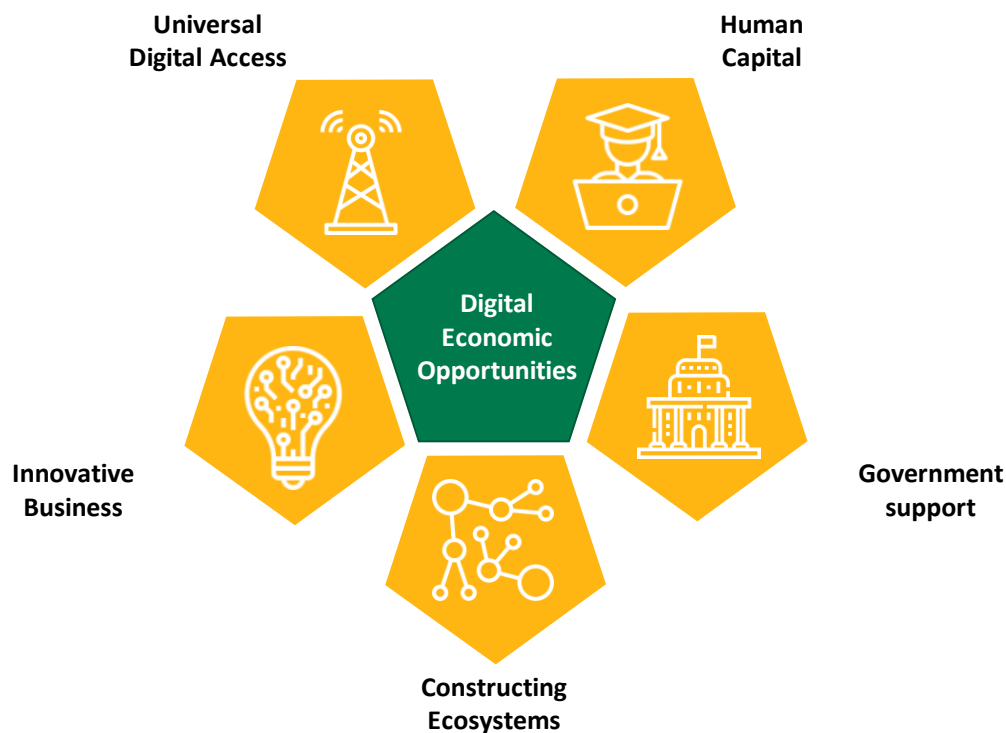 Universal
Digital Access
Human
Capital
Digital
Economic
Opportunities
Innovative
Business
Government
support
Constructing
Ecosystems